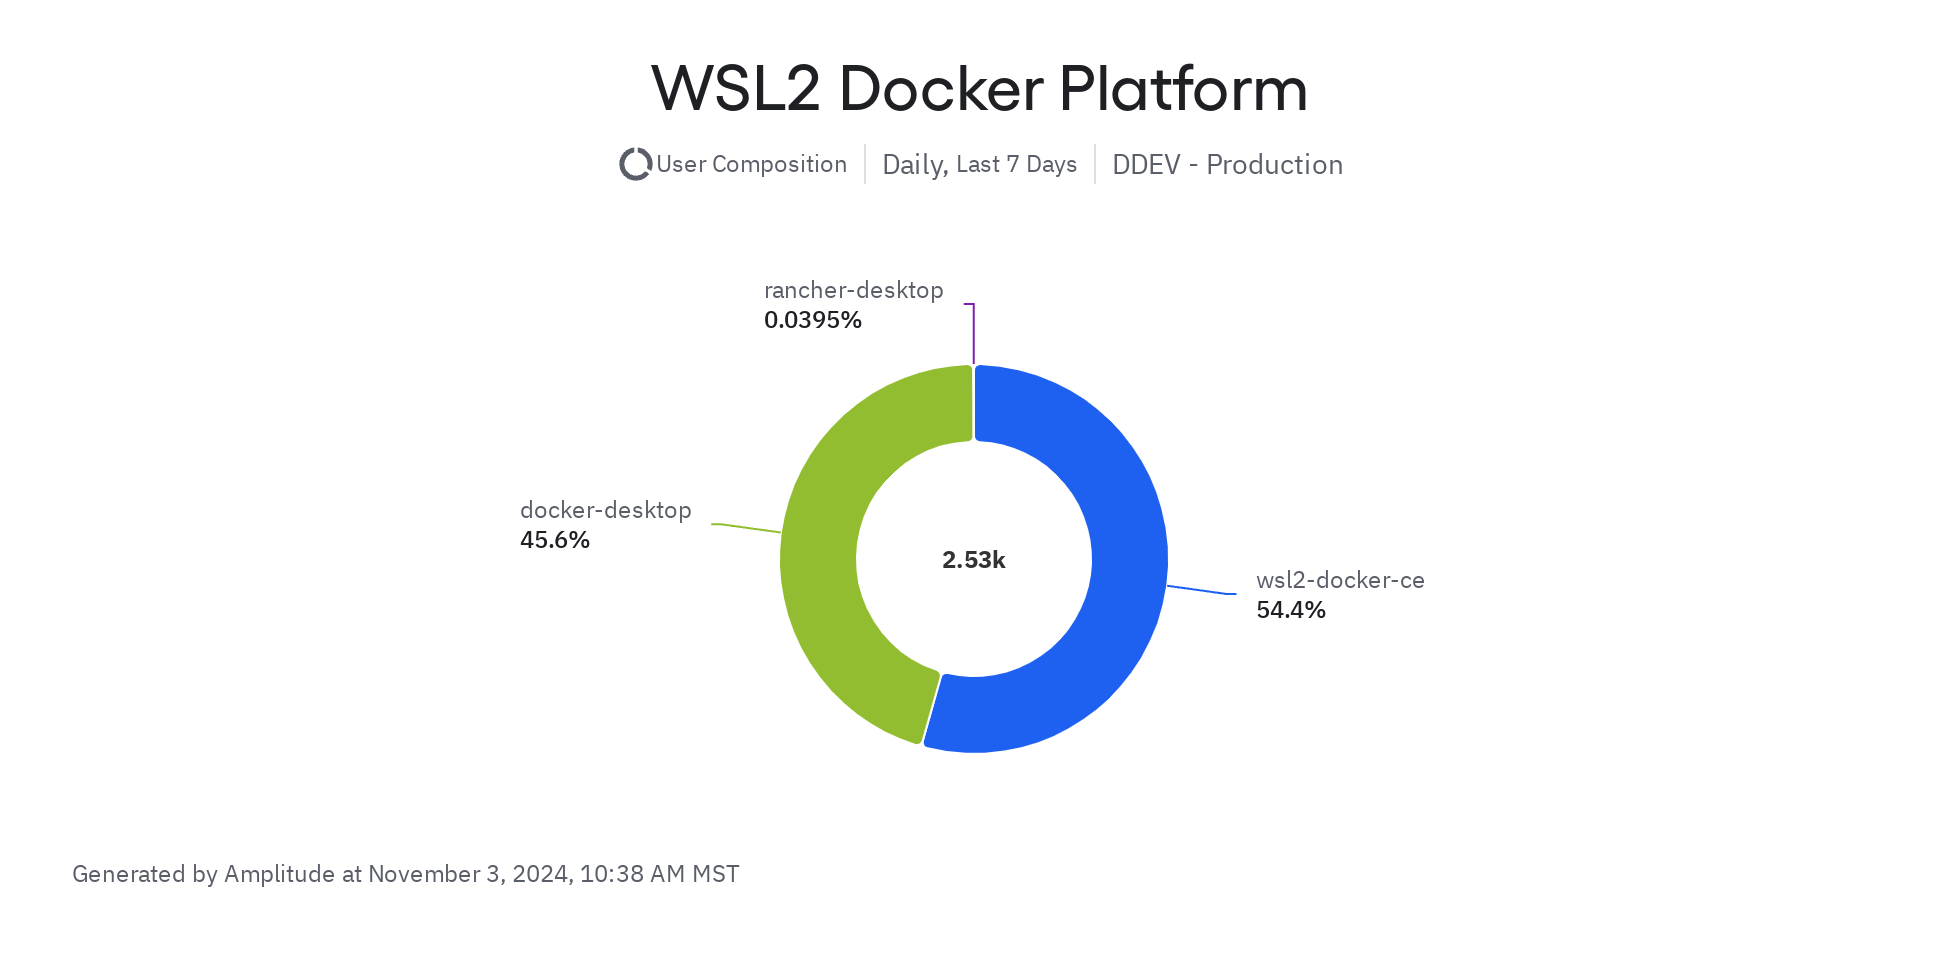 WSL2 Docker Platform
User Composition Daily, Last 7 Days DDEV - Production
rancher-desktop
0.0395%
docker-desktop
45.6%
2.53k
wsl2-docker-ce
54.4%
Generated by Amplitude at November 3, 2024, 10:38 AM MST